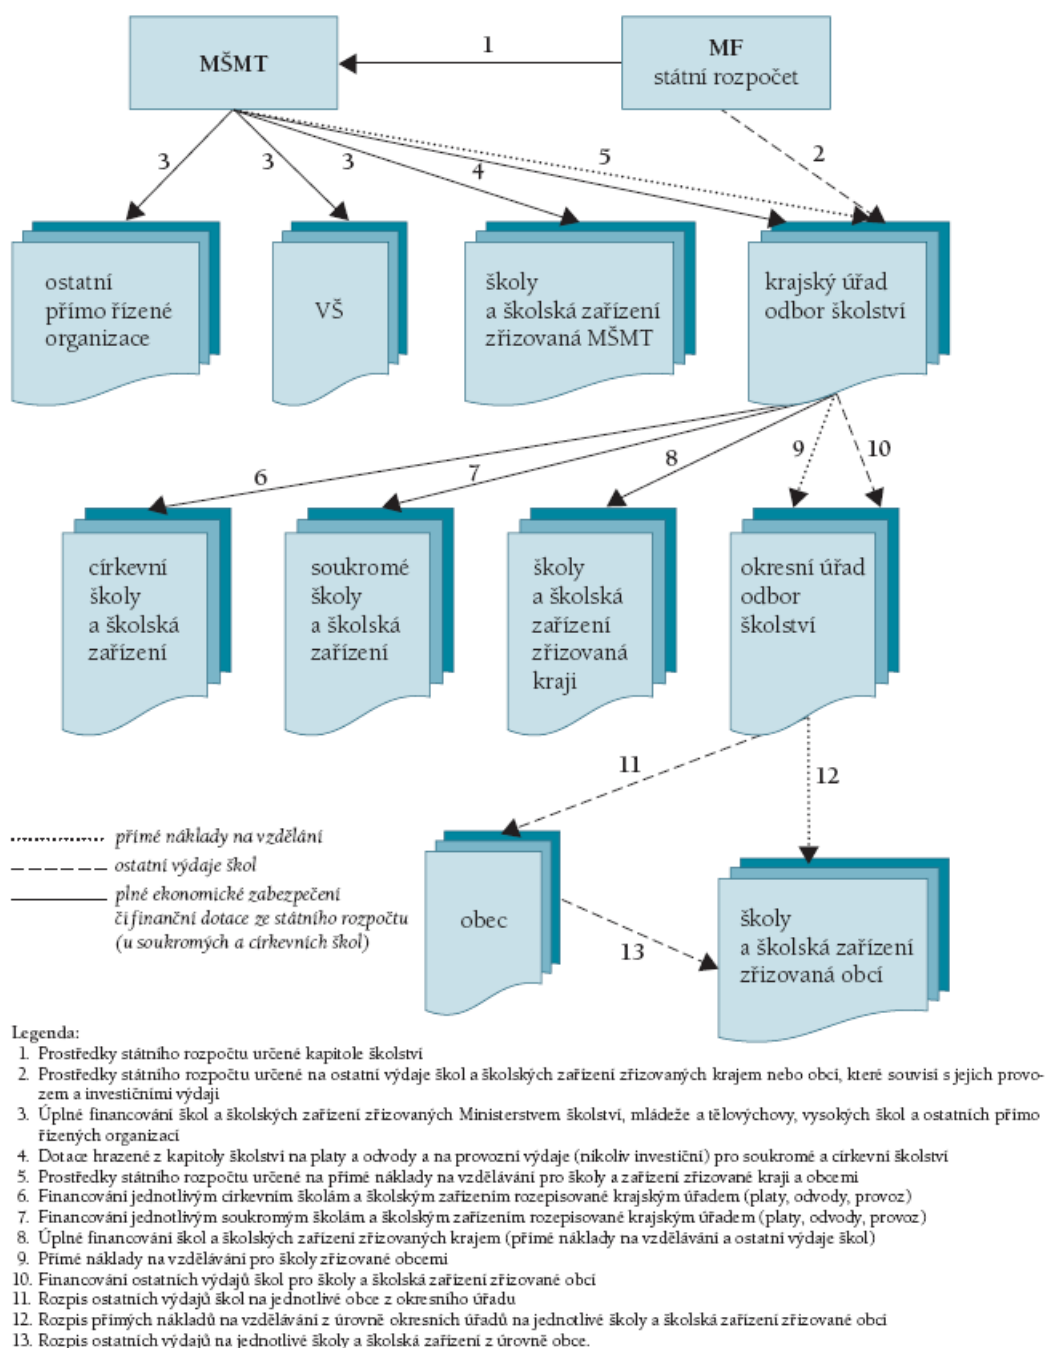 1
MŠMT
MF
státní rozpočet
3
3
3
4
5
2
ostatní
přímo řízené
organizace
VŠ
školy
a školská zařízení
zřizovaná MŠMT
krajský úřad
odbor školství
6
7
8
9
10
církevní
školy
a školská
zařízení
soukromé
školy
a školská
zařízení
školy
a školská
zařízení
zřizovaná
kraji
okresní úřad
odbor
školství
11
12
přímé náklady na vzdělání
ostatní výdaje škol
plné ekonomické zabezpečení
či finanční dotace ze státního rozpočtu
(u soukromých a církevních škol)
obec
13
školy
a školská zařízení
zřizovaná obcí
Legenda:
1. Prostředky státního rozpočtu určené kapitole školství
2. Prostředky státního rozpočtu určené na ostatní výdaje škol a školských zařízení zřizovaných krajem nebo obcí, které souvisí s jejich provo-
zem a investičními výdaji
3. Úplné financování škol a školských zařízení zřizovaných Ministerstvem školství, mládeže a tělovýchovy, vysokých škol a ostatních přímo
řízených organizací
4. Dotace hrazené z kapitoly školství na platy a odvody a na provozní výdaje (nikoliv investiční) pro soukromé a církevní školství
5. Prostředky státního rozpočtu určené na přímé náklady na vzdělávání pro školy a zařízení zřizované kraji a obcemi
6. Financování jednotlivým církevním školám a školským zařízením rozepisované krajským úřadem (platy, odvody, provoz)
7. Financování jednotlivým soukromým školám a školským zařízením rozepisované krajským úřadem (platy, odvody, provoz)
8. Úplné financování škol a školských zařízení zřizovaných krajem (přímé náklady na vzdělávání a ostatní výdaje škol)
9. Přímé náklady na vzdělávání pro školy zřizované obcemi
10. Financování ostatních výdajů škol pro školy a školská zařízení zřizované obcí
11. Rozpis ostatních výdajů škol na jednotlivé obce z okresního úřadu
12. Rozpis přímých nákladů na vzdělávání z úrovně okresních úřadů na jednotlivé školy a školská zařízení zřizované obcí
13. Rozpis ostatních výdajů na jednotlivé školy a školská zařízení z úrovně obce.